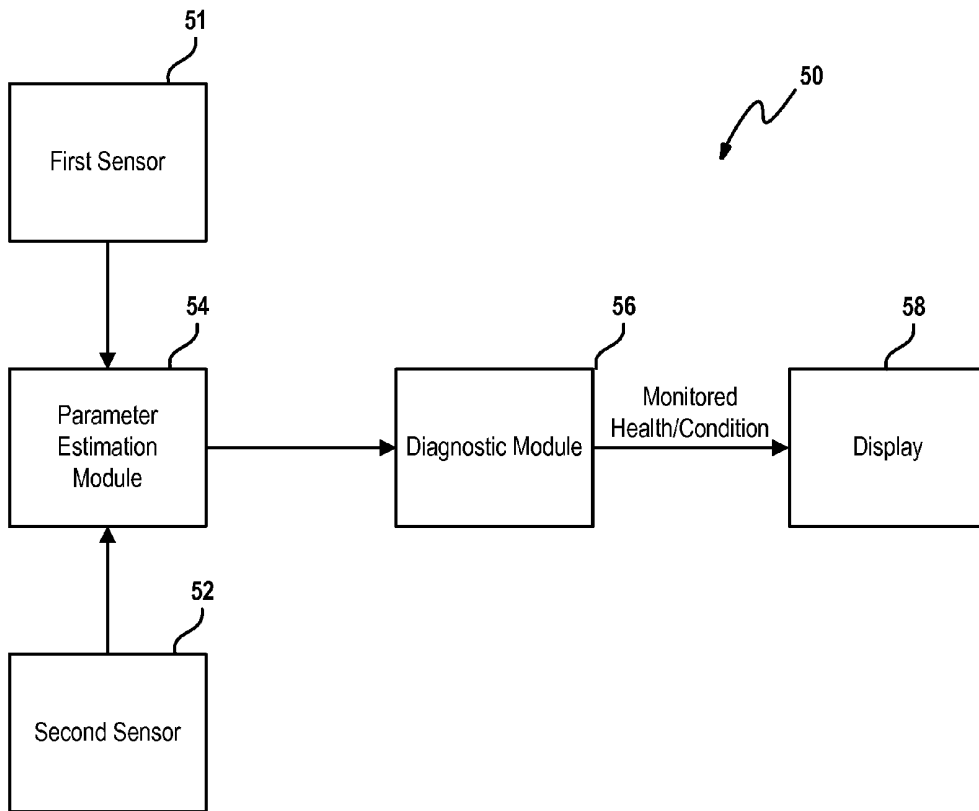 51
50
First Sensor
54
56
58
Parameter
Estimation
Module
Diagnostic Module
Monitored
Health/Condition
Display
52
Second Sensor